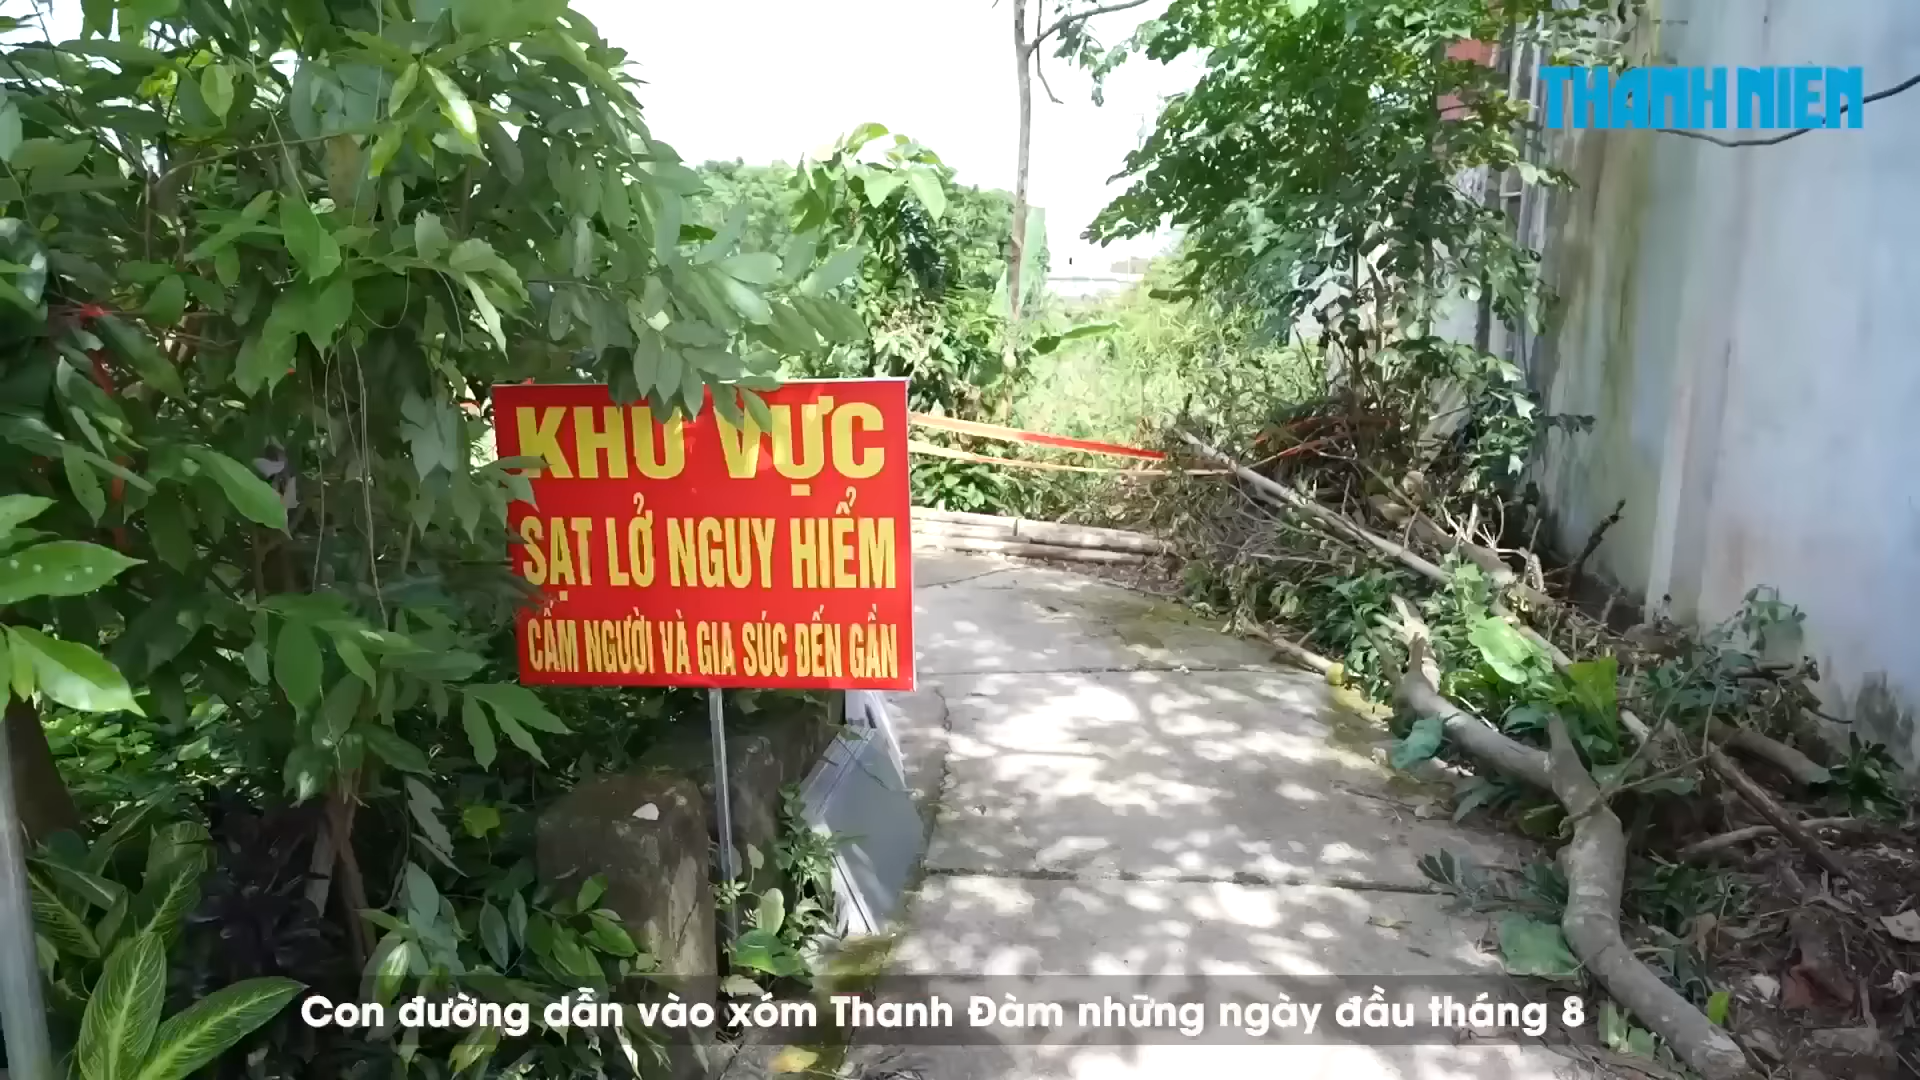 THANH NIEN
KHU VỰC
SẠT LỞ NGUY HIỂM
CẤM NGƯỜI VÀ GIA SÚC ĐẾN GẦN
Con đường dẫn vào xóm Thanh Đàm những ngày đầu tháng 8